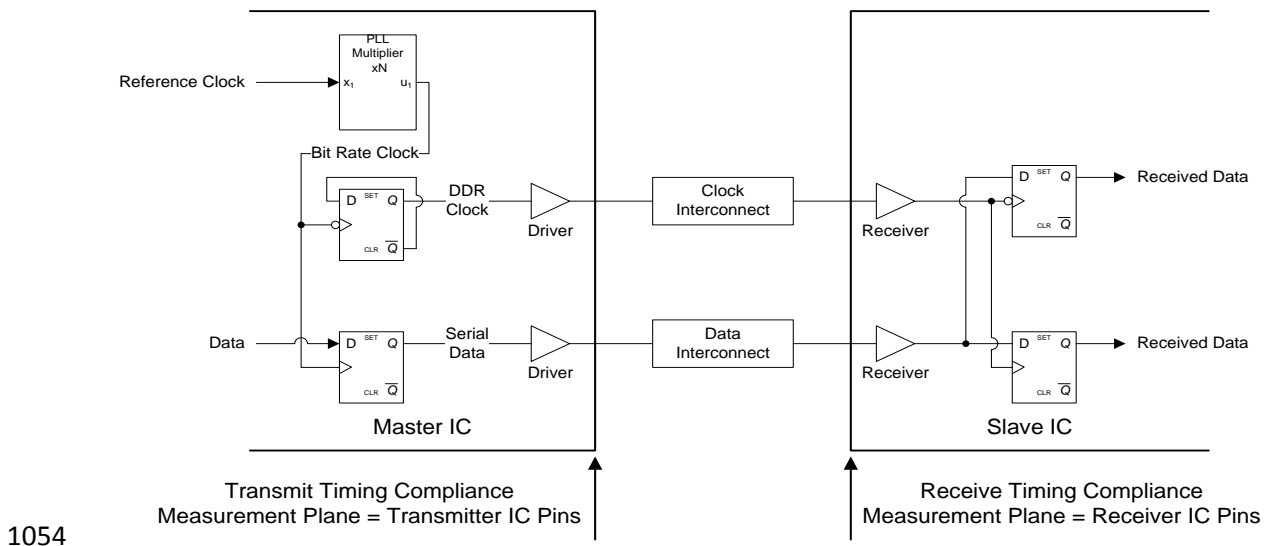 PLL
Multiplier
xN
Reference Clock
x1
u1
Bit Rate Clock
DDR
Clock
Driver
D SET Q
CLR Q
Clock
Interconnect
Receiver
D SET Q
CLR Q
Received Data
Data
D SET Q
CLR Q
Serial
Data
Driver
Data
Interconnect
Receiver
D SET Q
CLR Q
Received Data
Master IC
Slave IC
Transmit Timing Compliance
Measurement Plane = Transmitter IC Pins
Receive Timing Compliance
Measurement Plane = Receiver IC Pins
1054